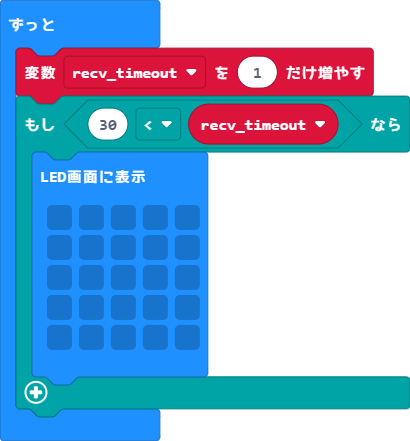 ずっと
変数 recv_timeout を 1 だけ増やす
もし 30 < recv_timeout なら
LED画面に表示